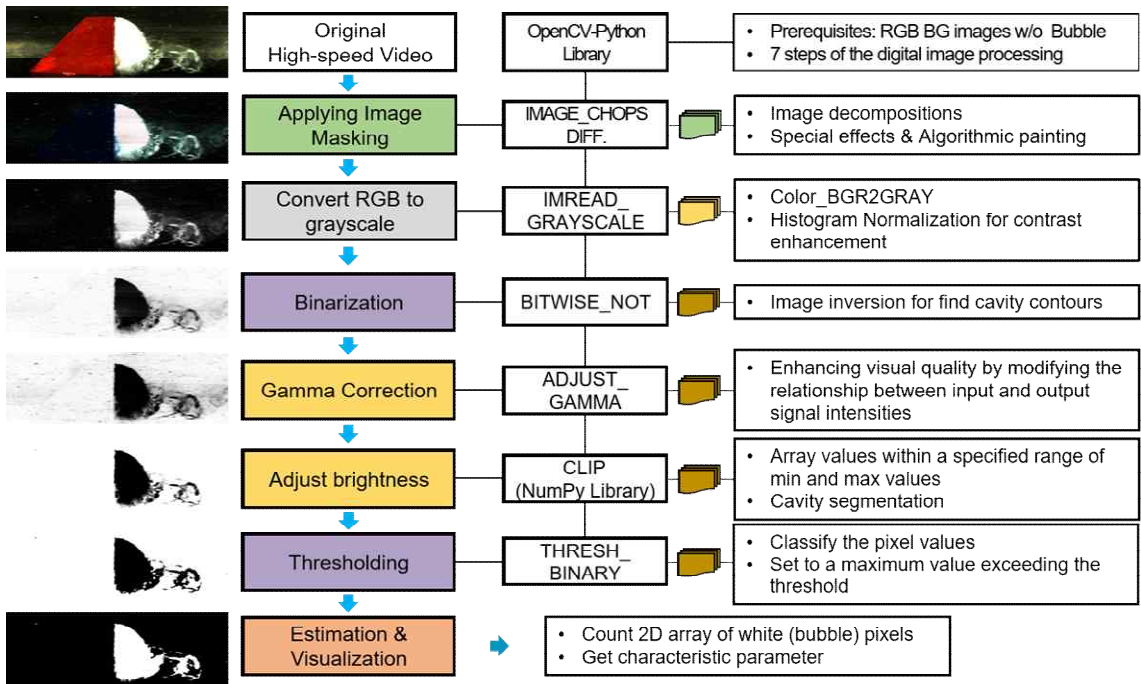 Original
High-speed Video
OpenCV-Python
Library
• Prerequisites: RGB BG images w/o Bubble
• 7 steps of the digital image processing
Applying Image
Masking
IMAGE_CHOPS
DIFF.
• Image decompositions
• Special effects & Algorithmic painting
Convert RGB to
grayscale
IMREAD_
GRAYSCALE
• Color_BGR2GRAY
• Histogram Normalization for contrast
enhancement
Binarization
BITWISE_NOT
• Image inversion for find cavity contours
Gamma Correction
ADJUST_
GAMMA
• Enhancing visual quality by modifying the
relationship between input and output
signal intensities
Adjust brightness
CLIP
(NumPy Library)
• Array values within a specified range of
min and max values
• Cavity segmentation
Thresholding
THRESH_
BINARY
• Classify the pixel values
• Set to a maximum value exceeding the
threshold
Estimation &
Visualization
• Count 2D array of white (bubble) pixels
• Get characteristic parameter